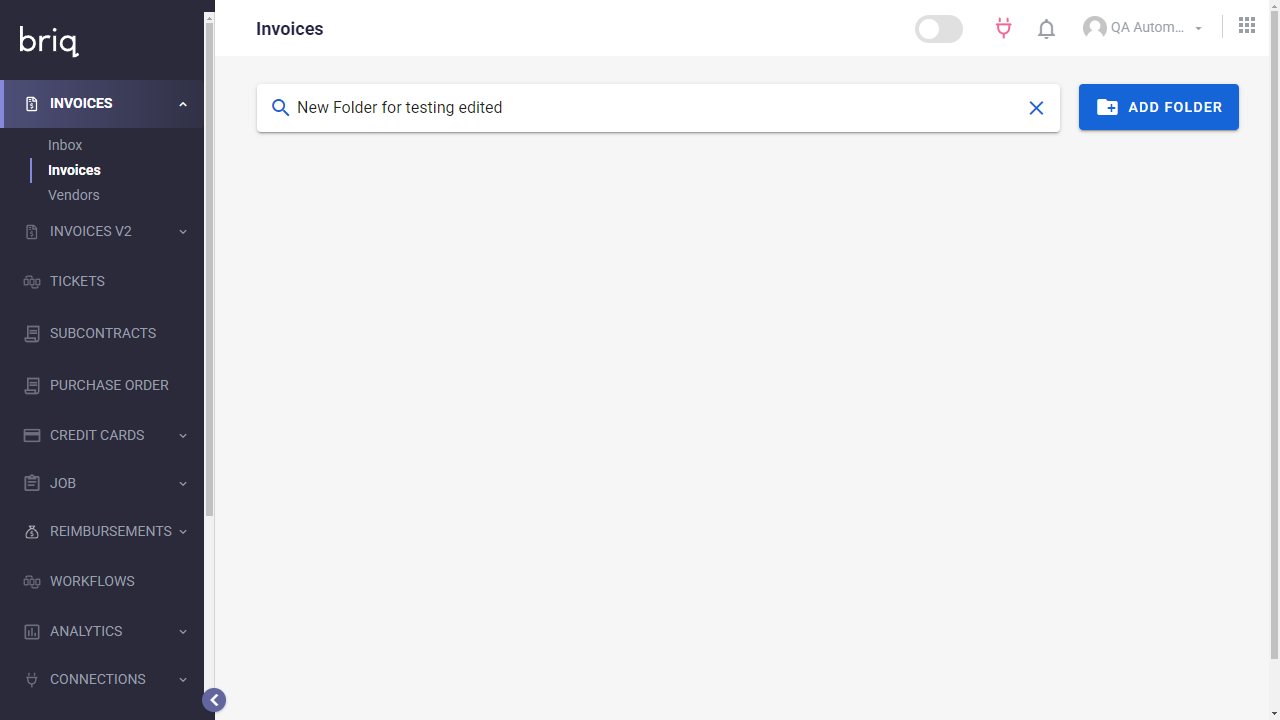 briq
INVOICES
Inbox
Invoices
Vendors
INVOICES V2
TICKETS
SUBCONTRACTS
PURCHASE ORDER
CREDIT CARDS
JOB
REIMBURSEMENTS
WORKFLOWS
ANALYTICS
CONNECTIONS
Invoices
QA Autom...
New Folder for testing edited
ADD FOLDER